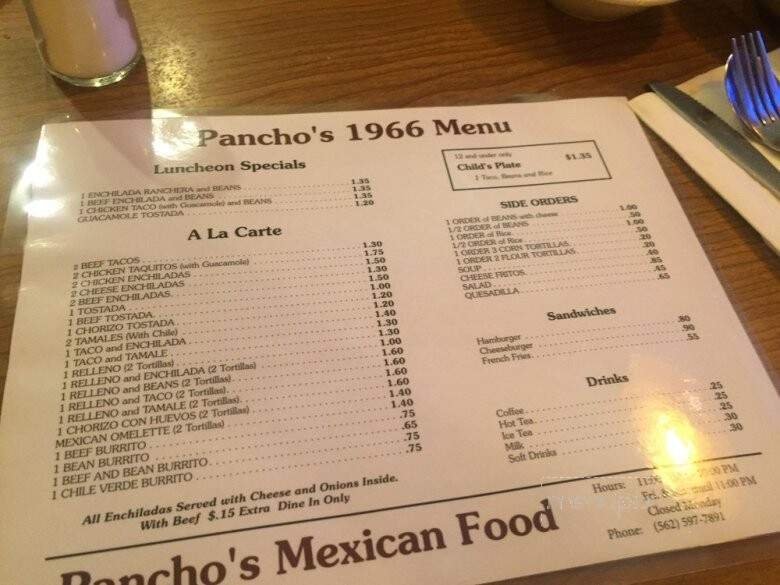 Pancho's 1966 Menu
Luncheon Specials
1 ENCHILADA RANCHERA and BEANS 1.35
1 BEEF ENCHILADA and BEANS 1.35
1 CHICKEN TACO (with Guacamole) and BEANS 1.35
GUACAMOLE TOSTADA 1.20
A La Carte
2 BEEF TACOS 1.30
2 CHICKEN TAQUITOS (with Guacamole) 1.75
2 CHICKEN ENCHILADAS 1.50
2 CHEESE ENCHILADAS 1.30
2 BEEF ENCHILADAS 1.50
1 TOSTADA 1.00
1 BEEF TOSTADA 1.20
1 CHORIZO TOSTADA 1.20
2 TAMALES (With Chile) 1.40
1 TACO and ENCHILADA 1.30
1 TACO and TAMALE 1.30
1 RELLENO (2 Tortillas) 1.00
1 RELLENO and ENCHILADA (2 Tortillas) 1.60
1 RELLENO and BEANS (2 Tortillas)
1 RELLENO and TACO (2 Tortillas) 1.60
1 RELLENO and TAMALE (2 Tortillas) 1.60
1 CHORIZO CON HUEVOS (2 Tortillas) 1.40
MEXICAN OMELETTE (2 Tortillas) 1.40
1 BEEF BURRITO .75
1 BEAN BURRITO .65
1 BEEF AND BEAN BURRITO .75
1 CHILE VERDE BURRITO .75
All Enchiladas Served with Cheese and Onions Inside.
With Beef $.15 Extra Dine In Only
12 and under only
Child's Plate $1.35
1 Taco, Beans and Rice
SIDE ORDERS
1 ORDER of BEANS with cheese 1.00
1/2 ORDER of BEANS .50
1 ORDER of Rice 1.00
1/2 ORDER of Rice .50
1 ORDER 3 CORN TORTILLAS .20
1 ORDER 2 FLOUR TORTILLAS .20
SOUP .40
CHEESE FRITOS .85
SALAD .45
QUESADILLA .65
Sandwiches
Hamburger .80
Cheeseburger .90
French Fries .55
Drinks
Coffee .25
Hot Tea .25
Ice Tea .25
Milk .30
Soft Drinks .30
Pancho's Mexican Food
Hours: PM
Fri. & until 11:00 PM
Closed Monday
Phone: (562) 597-7891